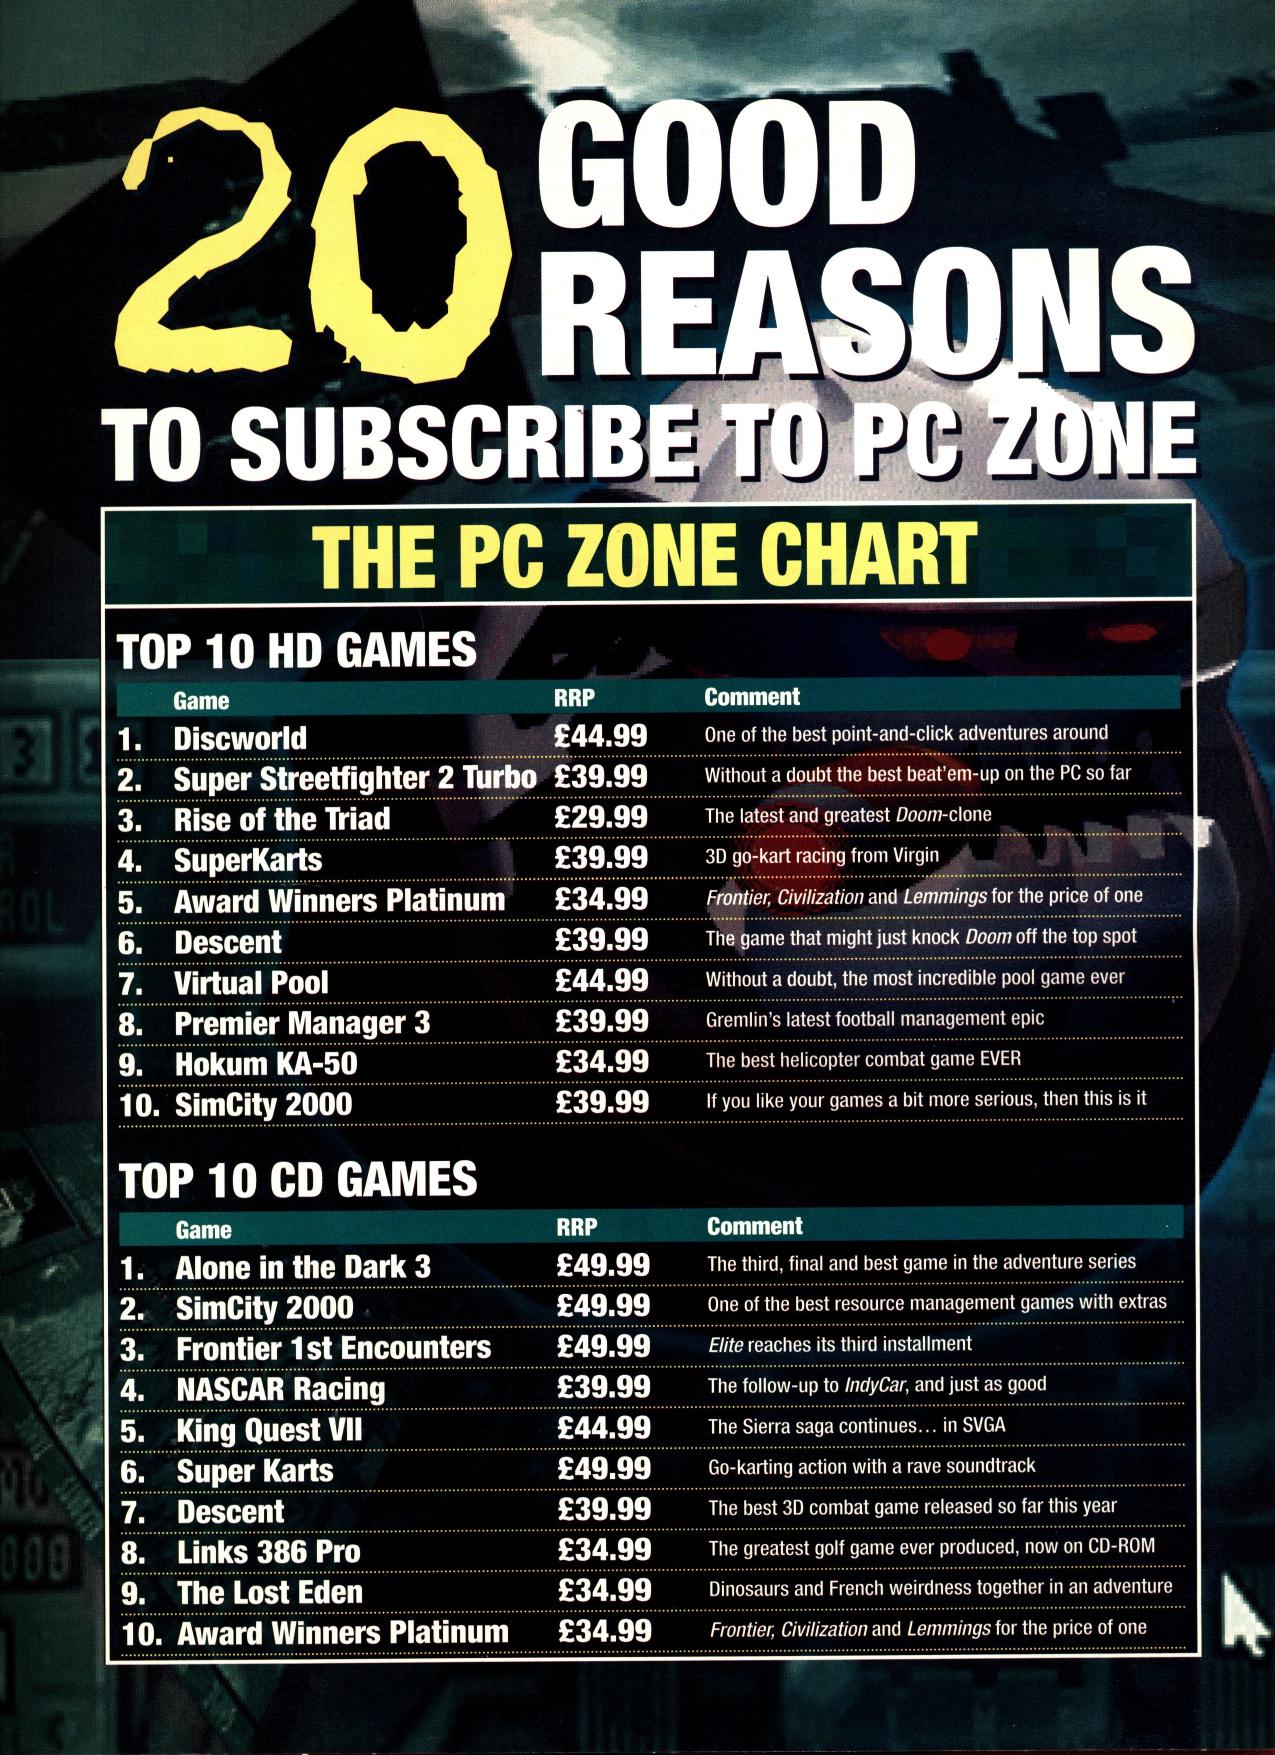 20 GOOD
REASONS
TO SUBSCRIBE TO PC ZONE
THE PC ZONE CHART
TOP 10 HD GAMES
Game RRP Comment
1. Discworld £44.99 One of the best point-and-click adventures around
2. Super Streetfighter 2 Turbo £39.99 Without a doubt the best beat'em-up on the PC so far
3. Rise of the Triad £29.99 The latest and greatest Doom-clone
4. SuperKarts £39.99 3D go-kart racing from Virgin
5. Award Winners Platinum £34.99 Frontier, Civilization and Lemmings for the price of one
6. Descent £39.99 The game that might just knock Doom off the top spot
7. Virtual Pool £44.99 Without a doubt, the most incredible pool game ever
8. Premier Manager 3 £39.99 Gremlin's latest football management epic
9. Hokum KA-50 £34.99 The best helicopter combat game EVER
10. SimCity 2000 £39.99 If you like your games a bit more serious, then this is it
TOP 10 CD GAMES
Game RRP Comment
1. Alone in the Dark 3 £49.99 The third, final and best game in the adventure series
2. SimCity 2000 £49.99 One of the best resource management games with extras
3. Frontier 1st Encounters £49.99 Elite reaches its third installment
4. NASCAR Racing £39.99 The follow-up to IndyCar, and just as good
5. King Quest VII £44.99 The Sierra saga continues... in SVGA
6. Super Karts £49.99 Go-karting action with a rave soundtrack
7. Descent £39.99 The best 3D combat game released so far this year
8. Links 386 Pro £34.99 The greatest golf game ever produced, now on CD-ROM
9. The Lost Eden £34.99 Dinosaurs and French weirdness together in an adventure
10. Award Winners Platinum £34.99 Frontier, Civilization and Lemmings for the price of one